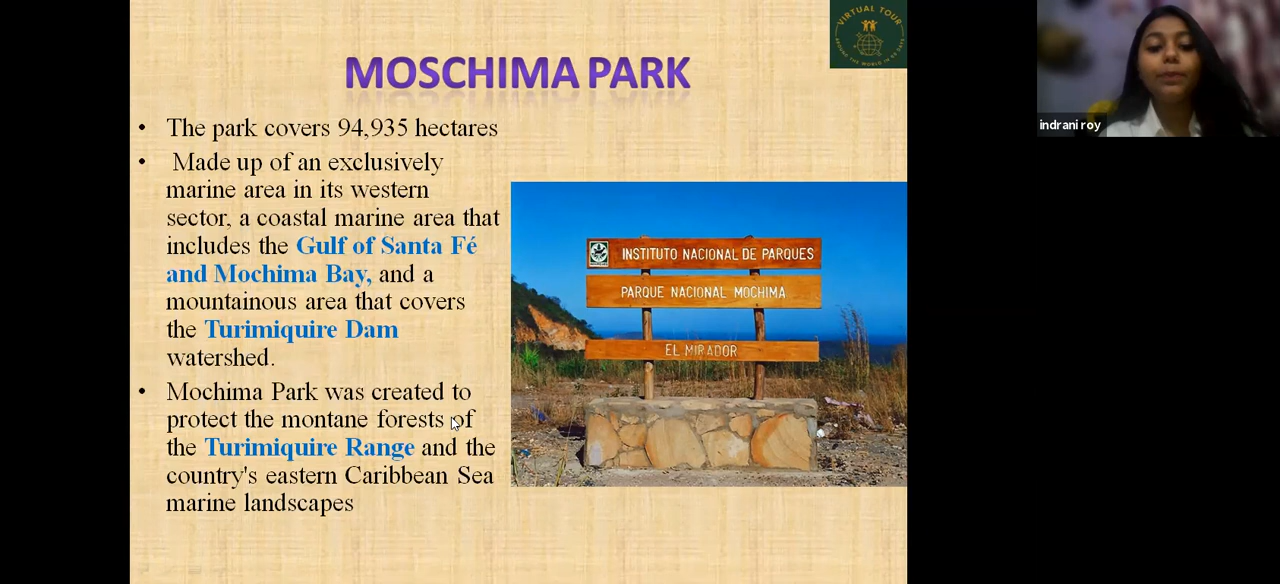 VIRTUAL TOUR
MOSCHIMA PARK
indrani roy
• The park covers 94,935 hectares
• Made up of an exclusively
marine area in its western
sector, a coastal marine area that
includes the Gulf of Santa Fé
and Mochima Bay, and a
mountainous area that covers
the Turimiquire Dam
watershed.
• Mochima Park was created to
protect the montane forests of
the Turimiquire Range and the
country's eastern Caribbean Sea
marine landscapes
INSTITUTO NACIONAL DE PARQUES
PARQUE NACIONAL MOCHIMA
EL MIRADOR